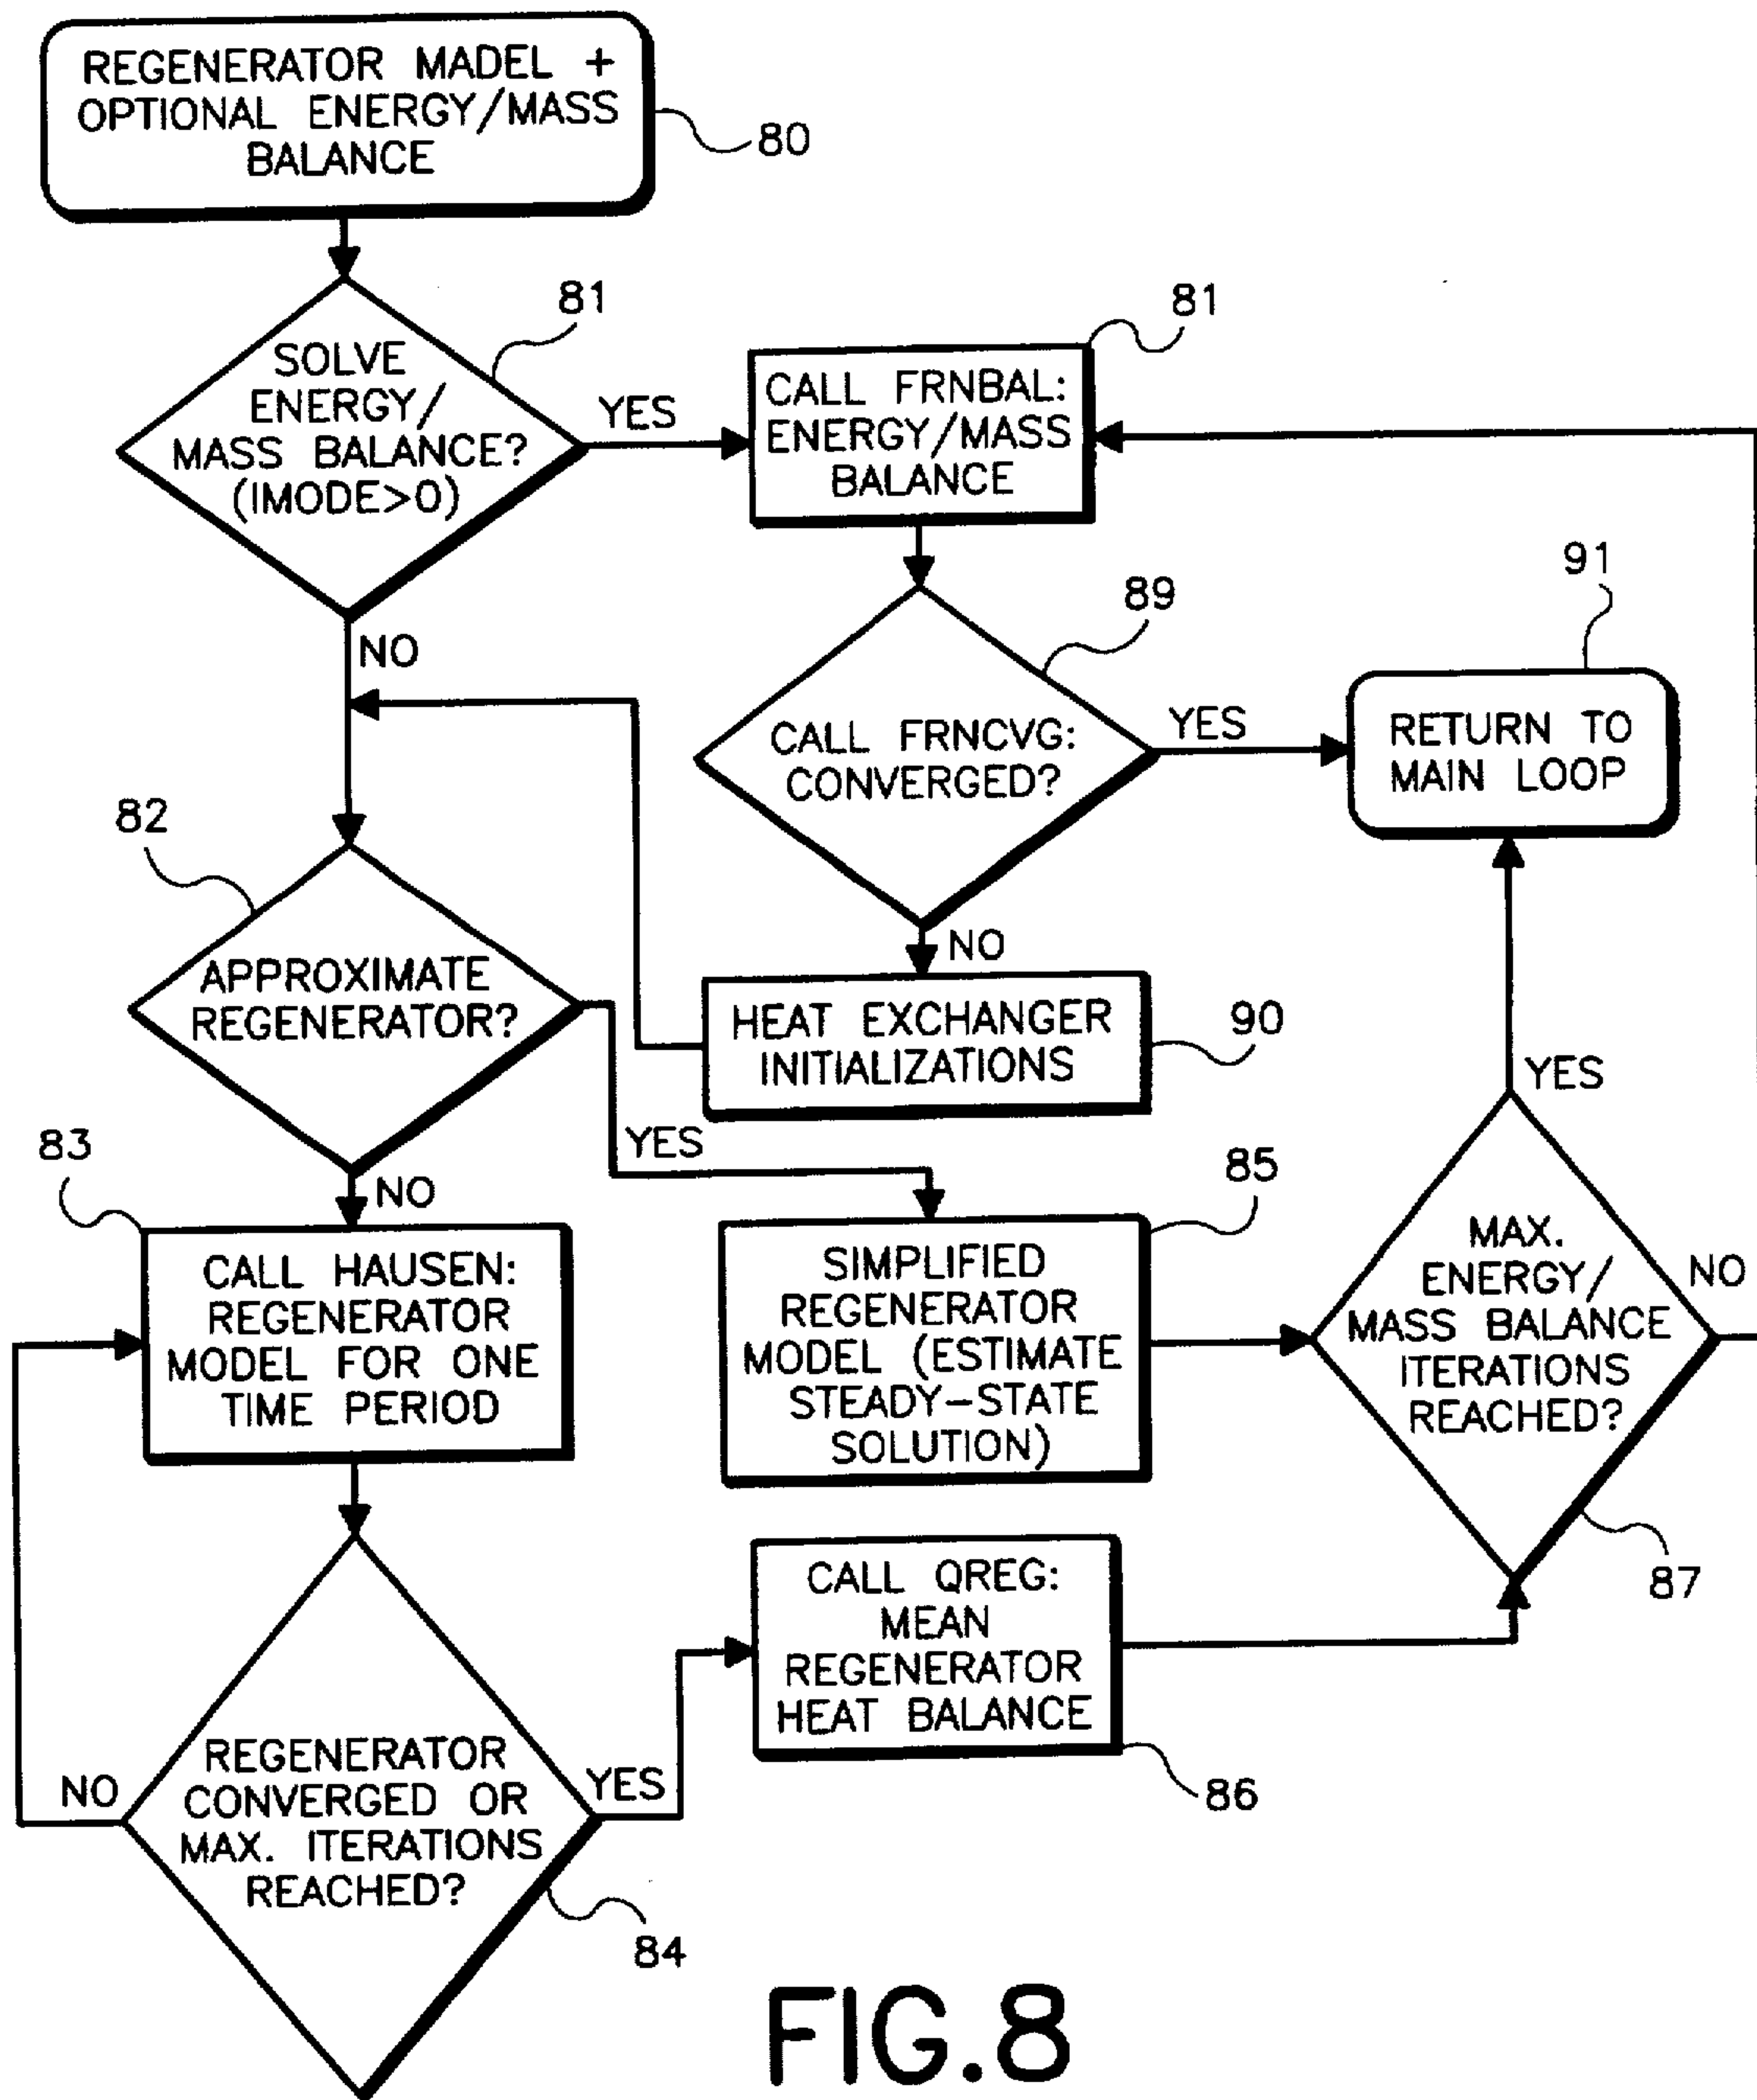 REGENERATOR MADEL +
OPTIONAL ENERGY/MASS
BALANCE
80
SOLVE
ENERGY/
MASS BALANCE?
(IMODE>0)
81
YES
NO
CALL FRNBAL:
ENERGY/MASS
BALANCE
81
CALL FRNCVG:
CONVERGED?
89
YES
NO
RETURN TO
MAIN LOOP
91
HEAT EXCHANGER
INITIALIZATIONS
90
82
APPROXIMATE
REGENERATOR?
YES
NO
83
CALL HAUSEN:
REGENERATOR
MODEL FOR ONE
TIME PERIOD
SIMPLIFIED
REGENERATOR
MODEL (ESTIMATE
STEADY-STATE
SOLUTION)
85
MAX.
ENERGY/
MASS BALANCE
ITERATIONS
REACHED?
YES
NO
87
CALL QREG:
MEAN
REGENERATOR
HEAT BALANCE
86
REGENERATOR
CONVERGED OR
MAX. ITERATIONS
REACHED?
NO
YES
84
FIG.8